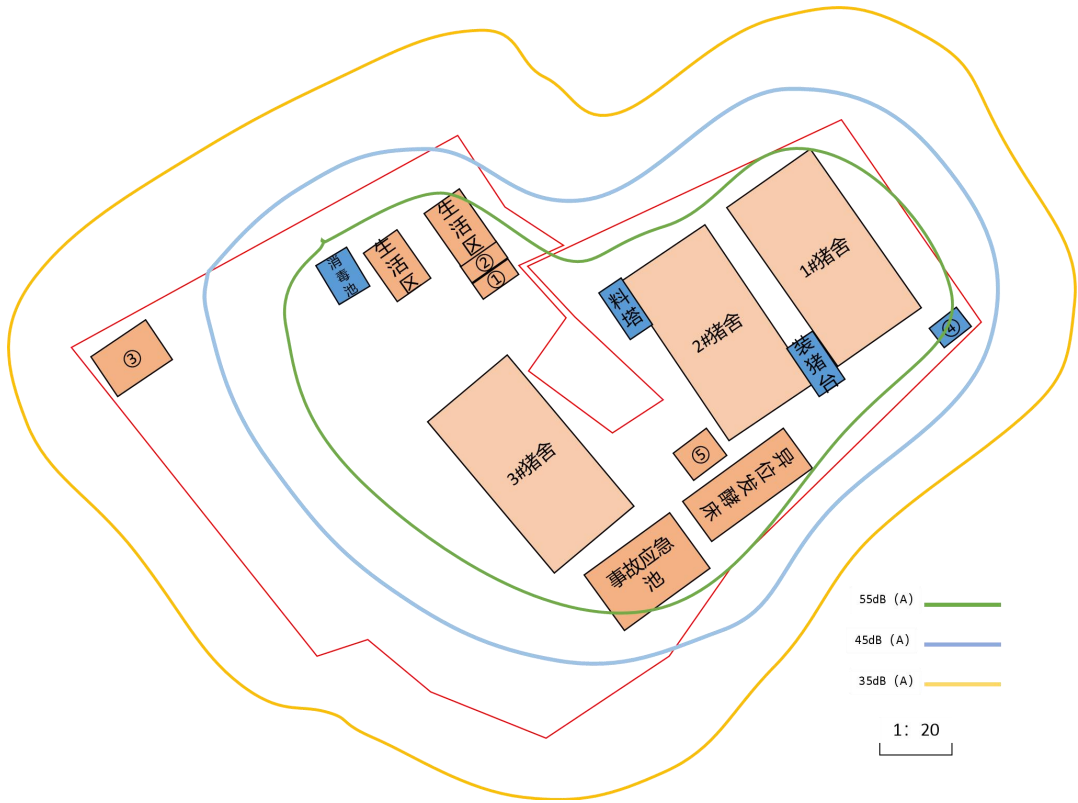 生活区
②
①
消毒池
生活区
1#猪舍
料塔
2#猪舍
④
装猪台
③
⑤
3#猪舍
异位发酵床
事故应急
池
55dB (A)
45dB (A)
35dB (A)
1: 20